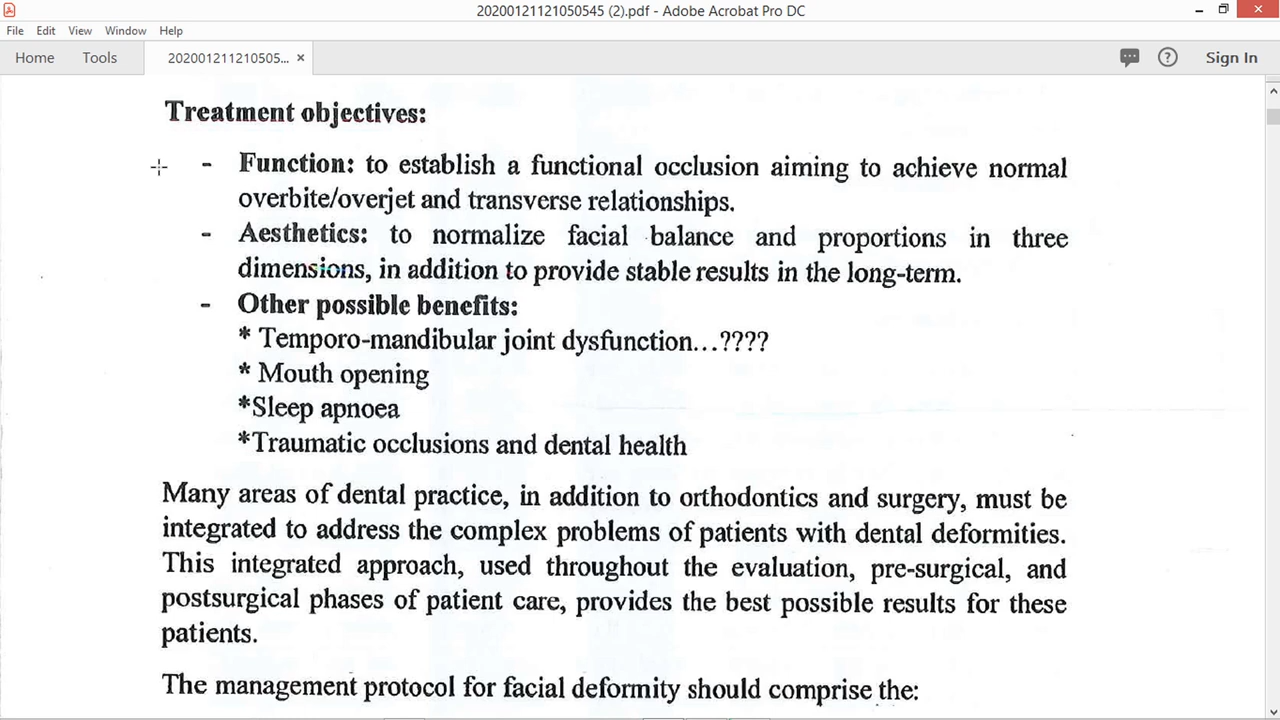 20200121121050545 (2).pdf - Adobe Acrobat Pro DC
File Edit View Window Help
Home Tools 202001211210505... × ? Sign In
Treatment objectives:
- Function: to establish a functional occlusion aiming to achieve normal
overbite/overjet and transverse relationships.
- Aesthetics: to normalize facial balance and proportions in three
dimensions, in addition to provide stable results in the long-term.
- Other possible benefits:
* Temporo-mandibular joint dysfunction...????
* Mouth opening
*Sleep apnoea
*Traumatic occlusions and dental health
Many areas of dental practice, in addition to orthodontics and surgery, must be
integrated to address the complex problems of patients with dental deformities.
This integrated approach, used throughout the evaluation, pre-surgical, and
postsurgical phases of patient care, provides the best possible results for these
patients.
The management protocol for facial deformity should comprise the: